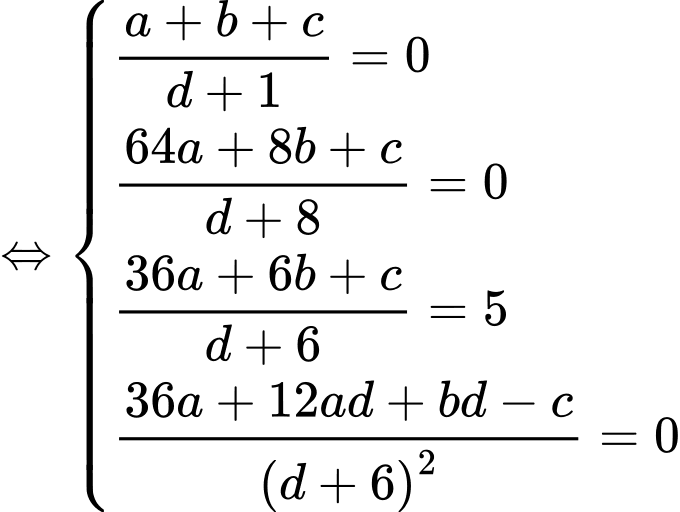 ⇔ { (a + b + c)/(d + 1) = 0
(64a + 8b + c)/(d + 8) = 0
(36a + 6b + c)/(d + 6) = 5
(36a + 12ad + bd − c)/(d + 6)² = 0